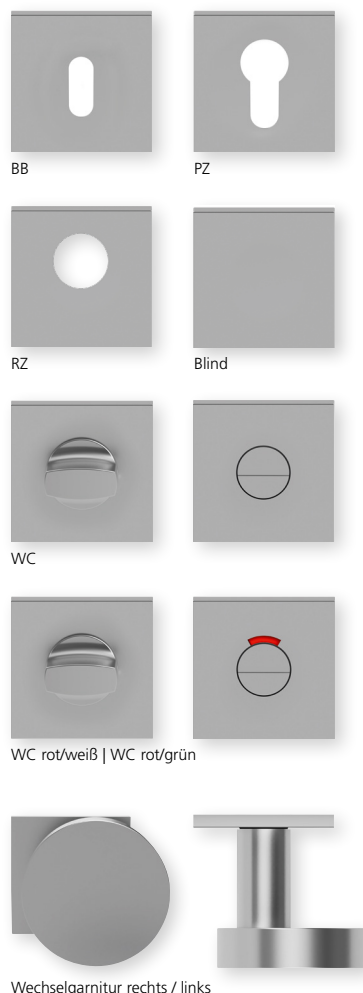 BB
PZ
RZ
Blind
WC
WC rot/weiß | WC rot/grün
Wechselgarnitur rechts / links